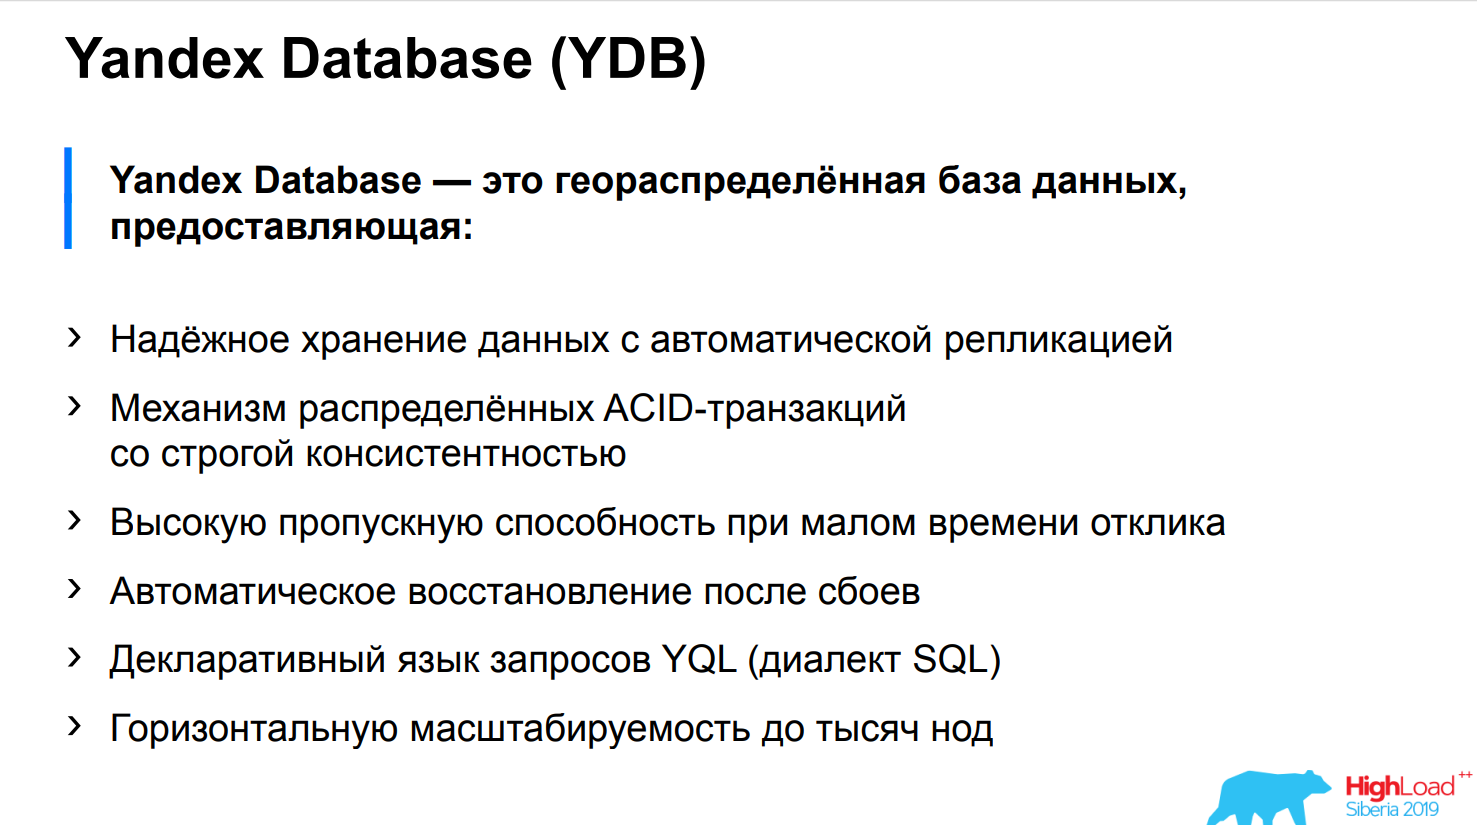 Yandex Database (YDB)
Yandex Database — это геораспределённая база данных,
предоставляющая:
› Надёжное хранение данных с автоматической репликацией
› Механизм распределённых ACID-транзакций
со строгой консистентностью
› Высокую пропускную способность при малом времени отклика
› Автоматическое восстановление после сбоев
› Декларативный язык запросов YQL (диалект SQL)
› Горизонтальную масштабируемость до тысяч нод
HighLoad++
Siberia 2019